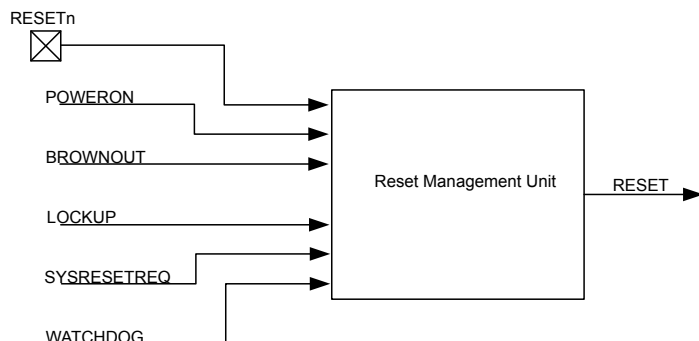 RESETn
POWERON
BROWNOUT
LOCKUP
SYSRESETREQ
WATCHDOG
Reset Management Unit
RESET